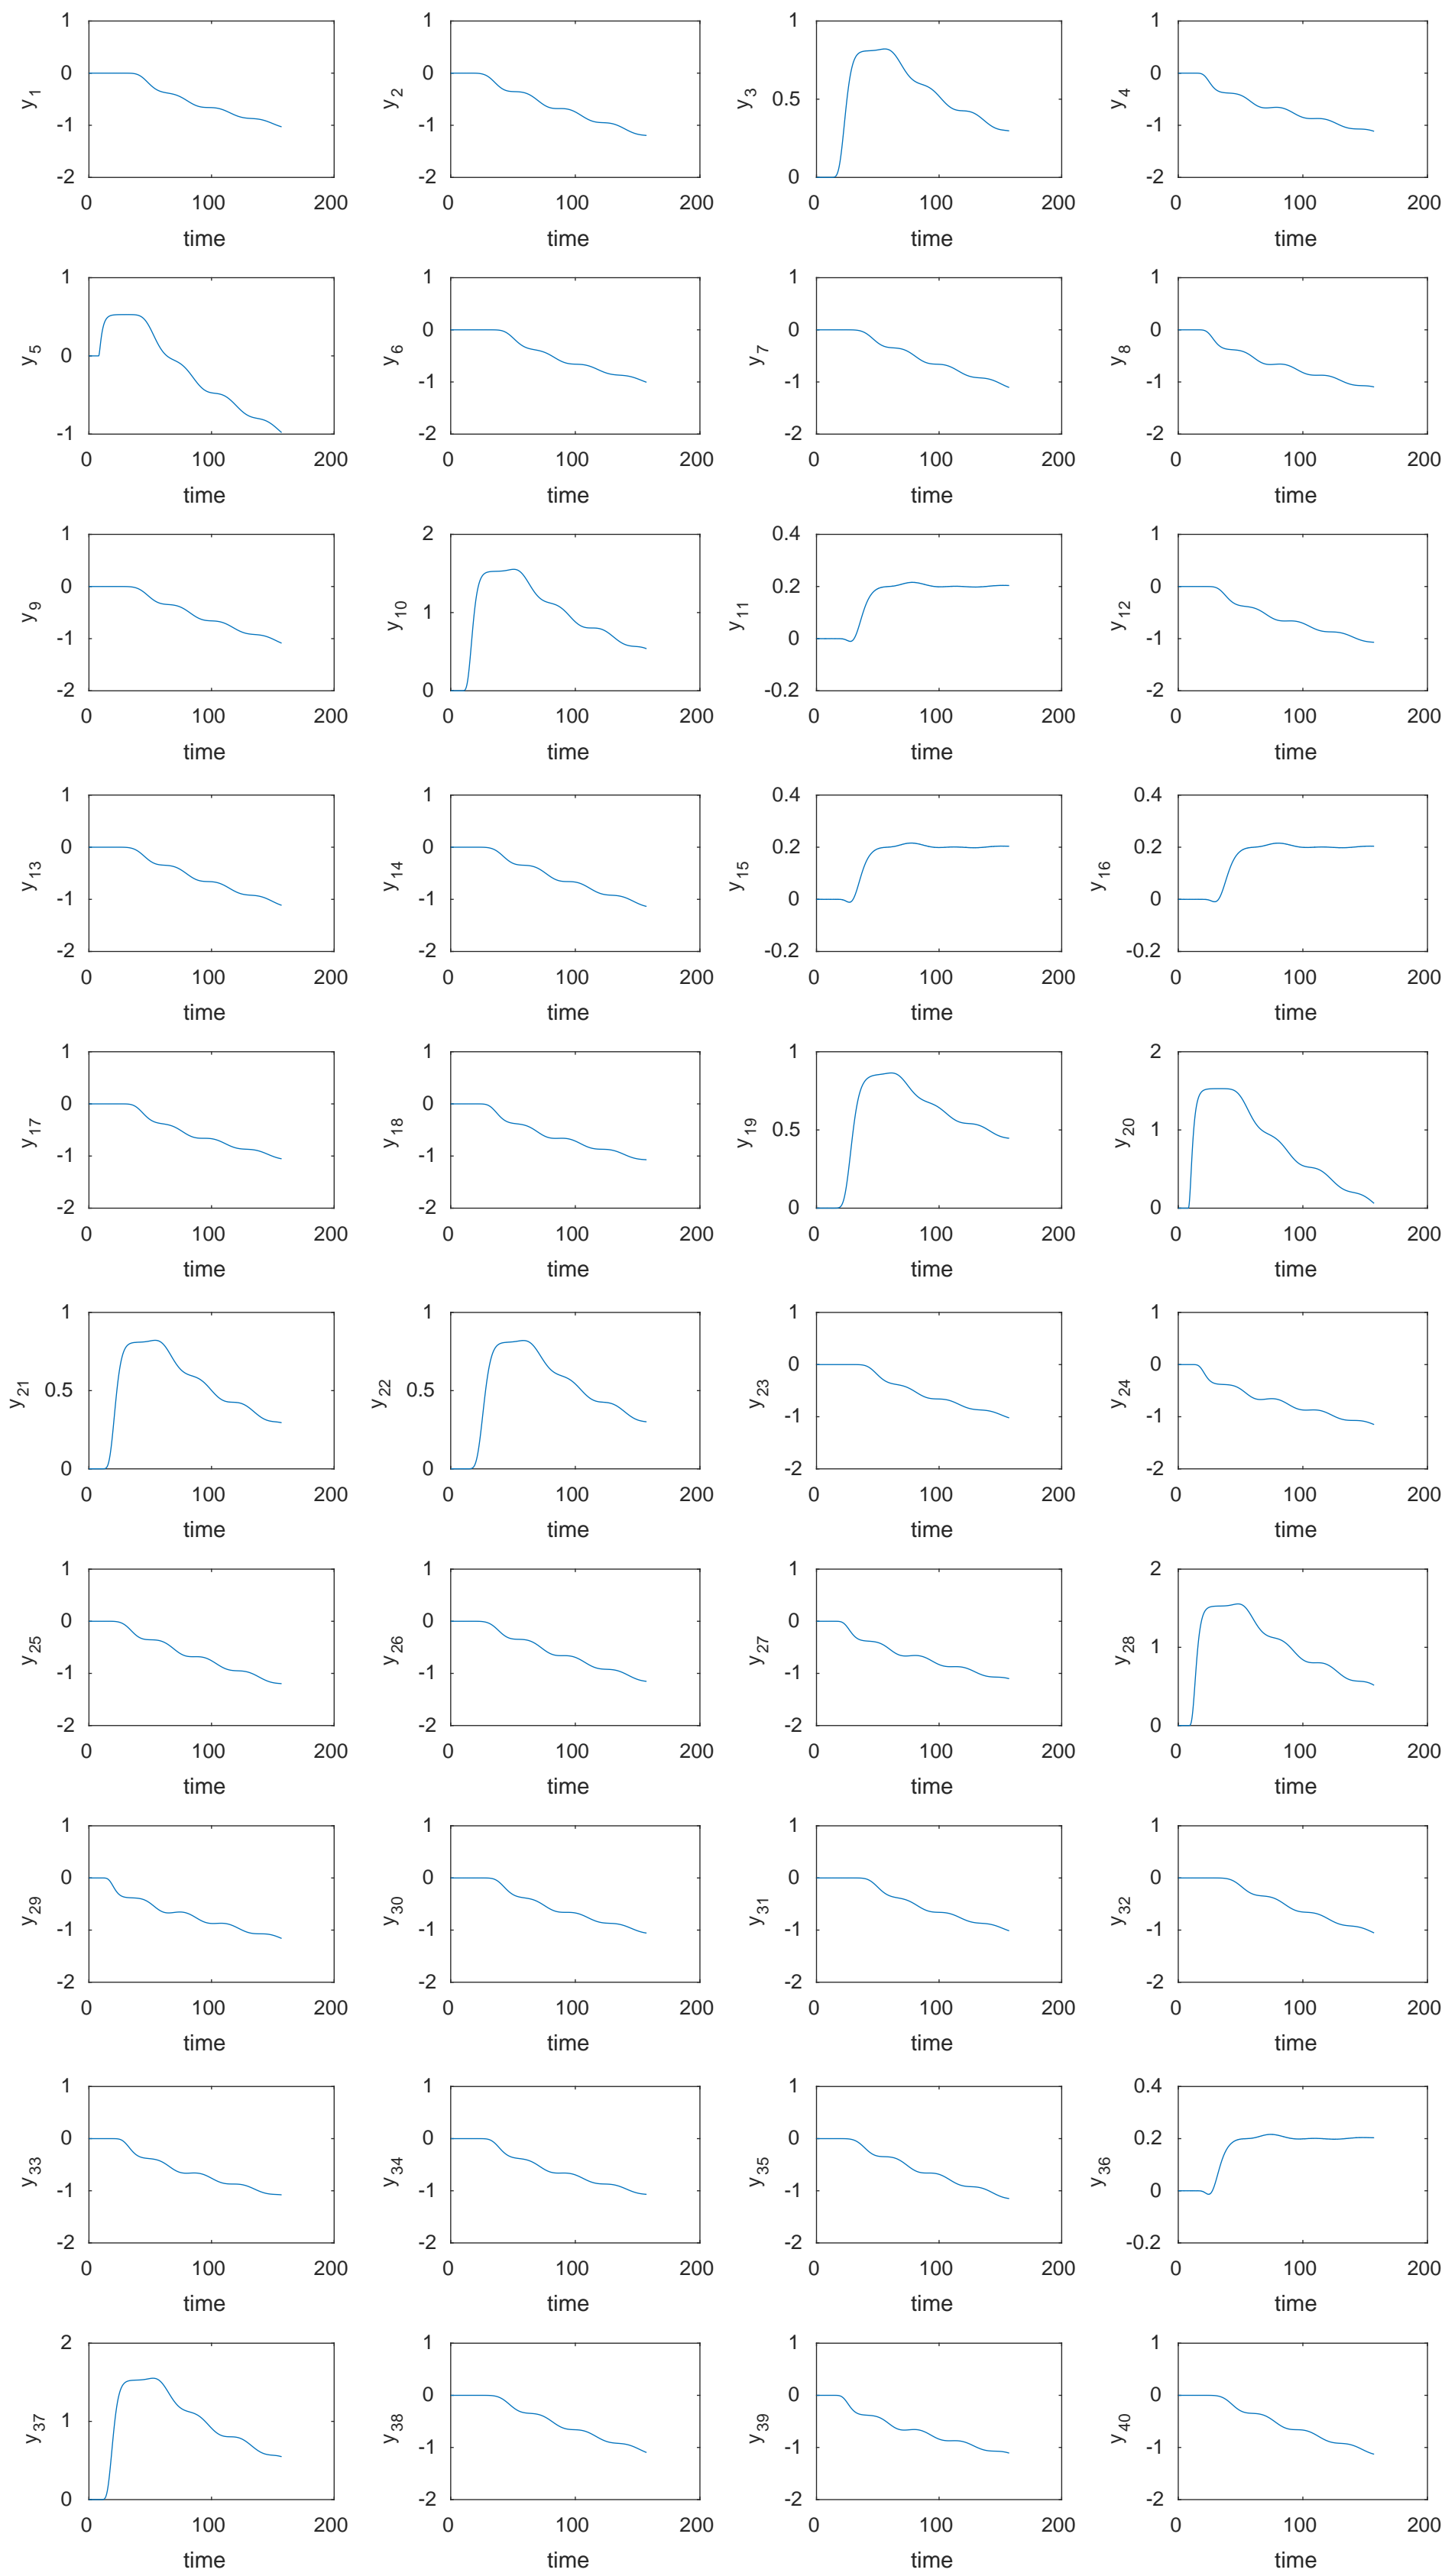 1 1 1 1
y1 0 y2 0 y3 0.5 y4 0
-1 -1 -1
-2 -2 0 -2
0 100 200 0 100 200 0 100 200 0 100 200
time time time time
1 1 1 1
y5 0 y6 0 y7 0 y8 0
-1 -1 -1
-1 -2 -2 -2
0 100 200 0 100 200 0 100 200 0 100 200
time time time time
1 2 0.4 1
y9 0 y10 1 y11 0.2 y12 0
-1 0 -1
-2 0 -0.2 -2
0 100 200 0 100 200 0 100 200 0 100 200
time time time time
1 1 0.4 0.4
y13 0 y14 0 y15 0.2 y16 0.2
-1 -1 0 0
-2 -2 -0.2 -0.2
0 100 200 0 100 200 0 100 200 0 100 200
time time time time
1 1 1 2
y17 0 y18 0 y19 0.5 y20 1
-1 -1
-2 -2 0 0
0 100 200 0 100 200 0 100 200 0 100 200
time time time time
1 1 1 1
y21 0.5 y22 0.5 y23 0 y24 0
-1 -1
0 0 -2 -2
0 100 200 0 100 200 0 100 200 0 100 200
time time time time
1 1 1 2
y25 0 y26 0 y27 0 y28 1
-1 -1 -1
-2 -2 -2 0
0 100 200 0 100 200 0 100 200 0 100 200
time time time time
1 1 1 1
y29 0 y30 0 y31 0 y32 0
-1 -1 -1 -1
-2 -2 -2 -2
0 100 200 0 100 200 0 100 200 0 100 200
time time time time
1 1 1 0.4
y33 0 y34 0 y35 0 y36 0.2
-1 -1 -1 0
-2 -2 -2 -0.2
0 100 200 0 100 200 0 100 200 0 100 200
time time time time
2 1 1 1
y37 1 y38 0 y39 0 y40 0
-1 -1 -1
0 -2 -2 -2
0 100 200 0 100 200 0 100 200 0 100 200
time time time time